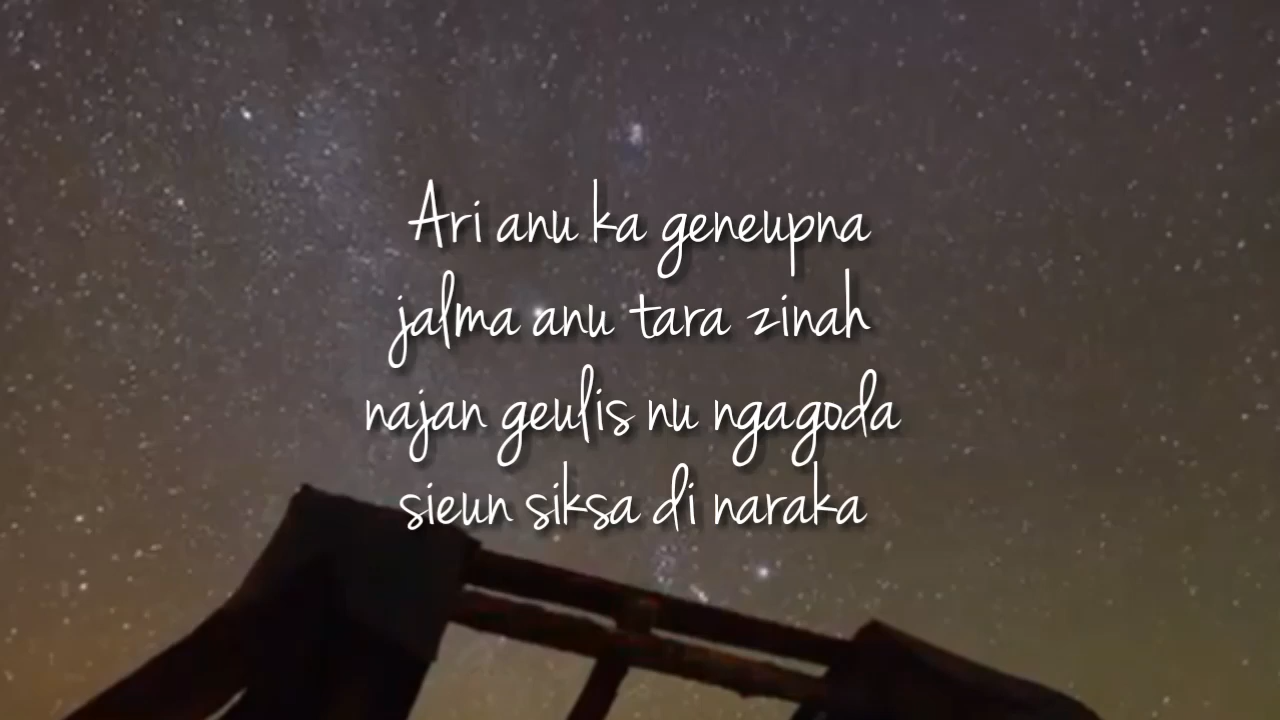 Ari anu ka geneupna
jalma anu tara zinah
najan geulis nu ngagoda
sieun siksa di naraka